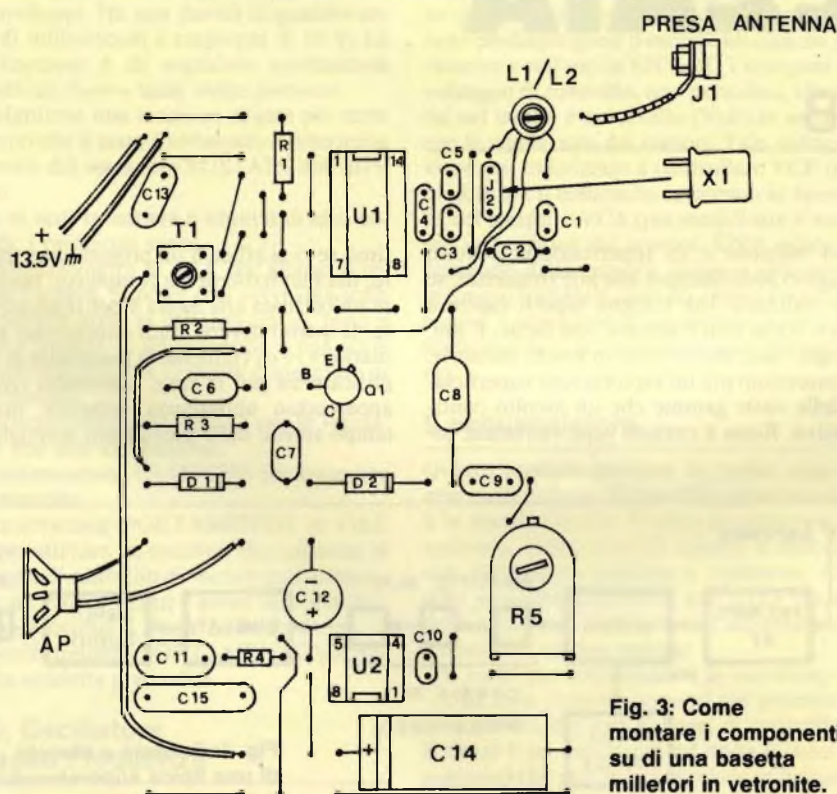 PRESA ANTENNA
J1
L1/L2
X1
R1
1
14
U1
7
8
C5
C4
C3
J2
C1
C2
C13
+
13.5V
T1
R2
C6
R3
E
B
C
Q1
C7
C8
D1
D2
C9
R5
AP
-
C12
+
5
4
U2
8
1
C10
C11
R4
C15
+
C14
Fig. 3: Come
montare i componenti
su di una basetta
millefori in vetronite.